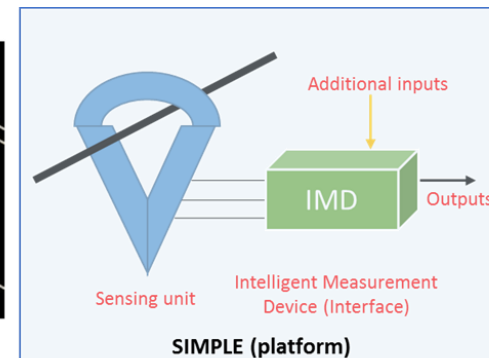 Additional inputs
IMD
Outputs
Sensing unit
Intelligent Measurement
Device (Interface)
SIMPLE (platform)